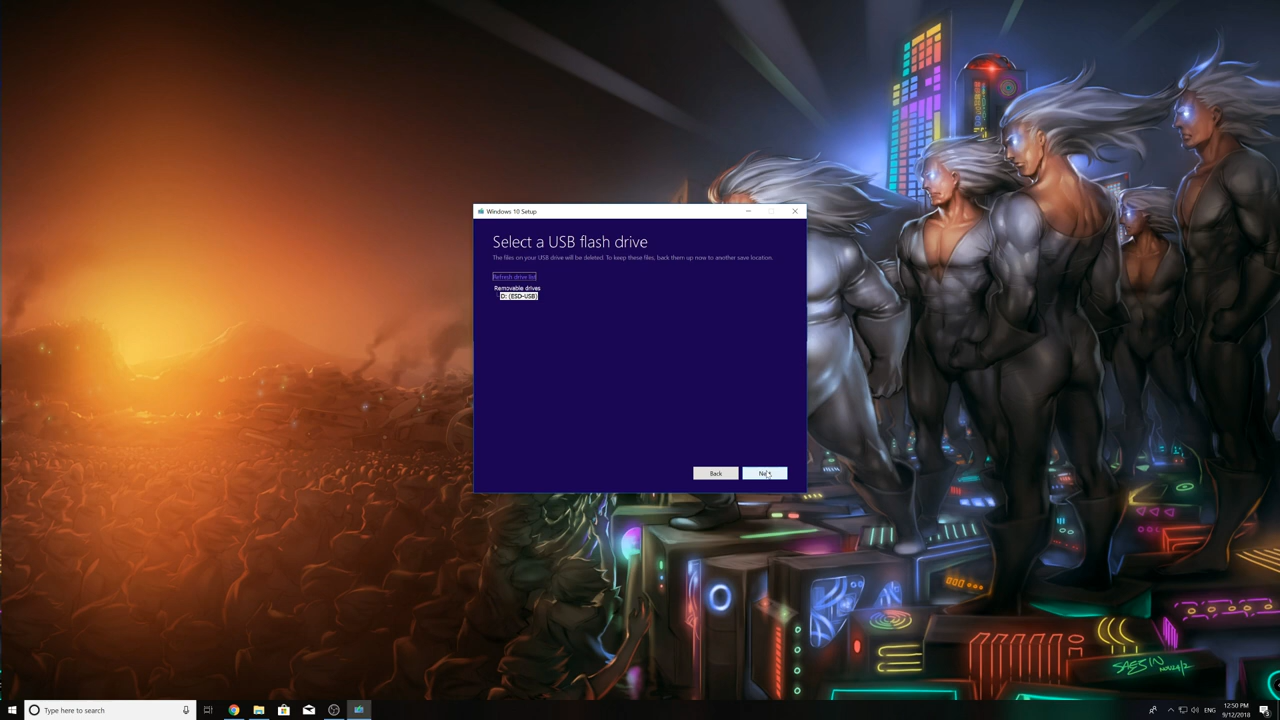 Windows 10 Setup
Select a USB flash drive
The files on your USB drive will be deleted. To keep these files, back them up now to another save location.
Refresh drive list
Removable drives
D: (ESD-USB)
Back
SAESIN
Type here to search
ENG
12:50 PM
9/12/2018